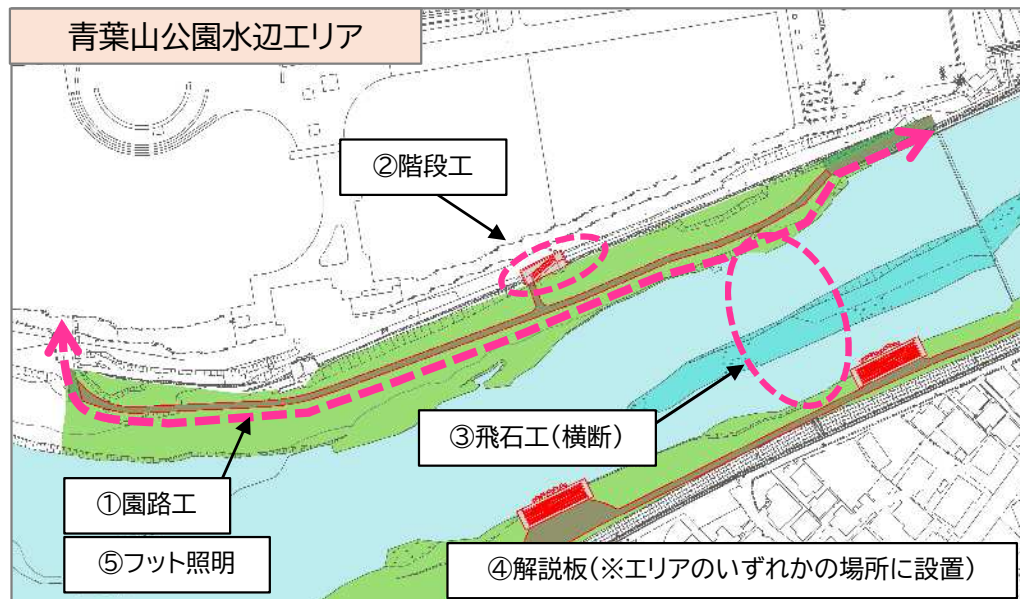 青葉山公園水辺エリア
②階段工
③飛石工(横断)
①園路工
⑤フット照明
④解説板(※エリアのいずれかの場所に設置)